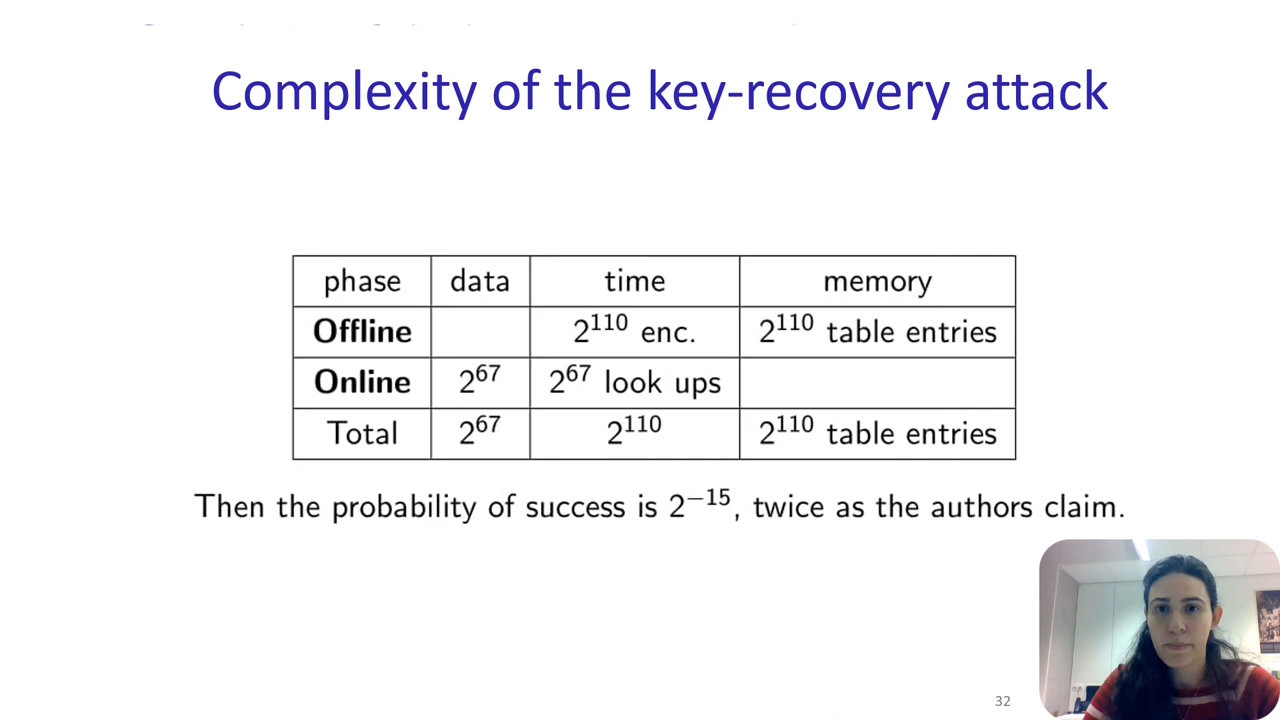 Complexity of the key-recovery attack
phase data time memory
Offline 2^110 enc. 2^110 table entries
Online 2^67 2^67 look ups
Total 2^67 2^110 2^110 table entries
Then the probability of success is 2^−15, twice as the authors claim.
32